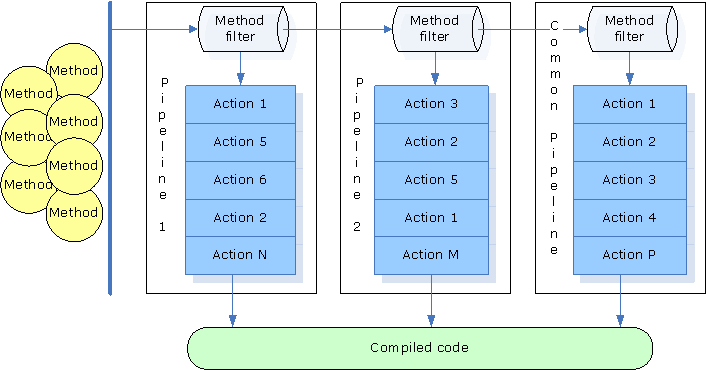 Method
Method
Method
Method
Method
Method
Method
Pipeline 1
Method
filter
Action 1
Action 5
Action 6
Action 2
Action N
Pipeline 2
Method
filter
Action 3
Action 2
Action 5
Action 1
Action M
Common Pipeline
Method
filter
Action 1
Action 2
Action 3
Action 4
Action P
Compiled code